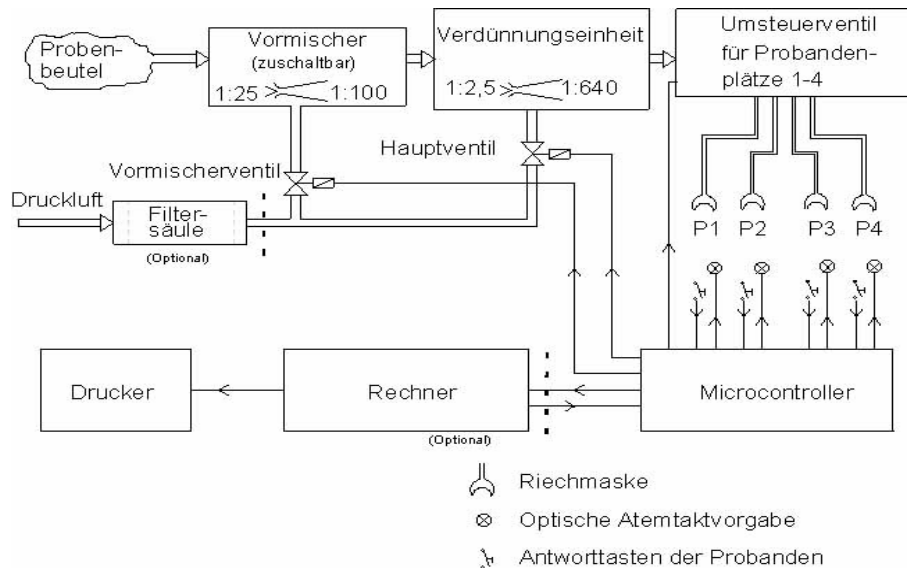 Proben-
beutel
Vormischer
(zuschaltbar)
1:25
1:100
Verdünnungseinheit
1:2,5
1:640
Umsteuerventil
für Probanden-
plätze 1-4
Hauptventil
Vormischerventil
Druckluft
Filter-
säule
(Optional)
P1
P2
P3
P4
Drucker
Rechner
(Optional)
Microcontroller
Riechmaske
Optische Atemtaktvorgabe
Antworttasten der Probanden